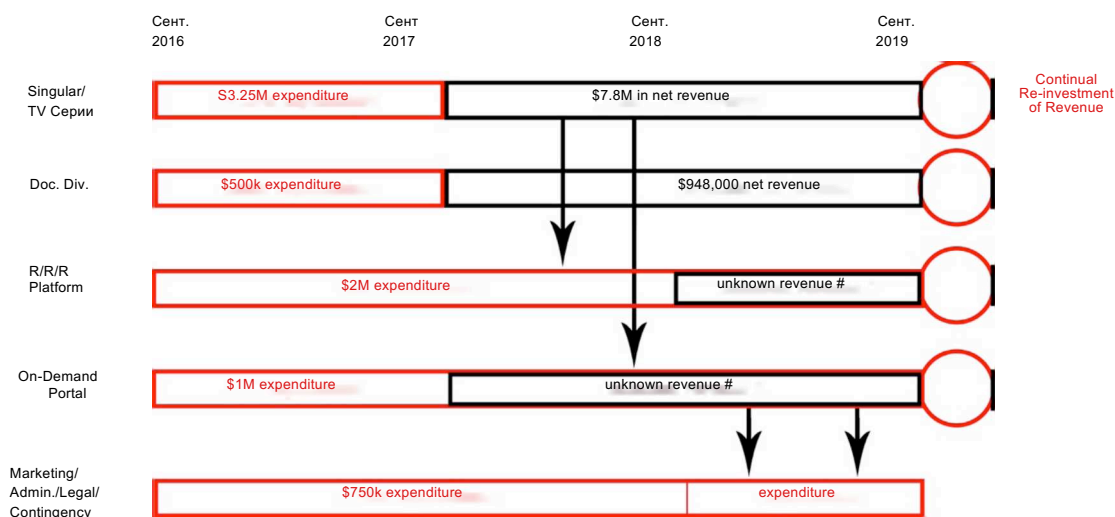 Сент.
2016
Сент
2017
Сент.
2018
Сент.
2019
Singular/
TV Серии
S3.25M expenditure
$7.8M in net revenue
Continual
Re-investment
of Revenue
Doc. Div.
$500k expenditure
$948,000 net revenue
R/R/R
Platform
$2M expenditure
unknown revenue #
On-Demand
Portal
$1M expenditure
unknown revenue #
Marketing/
Admin./Legal/
Contingency
$750k expenditure
expenditure